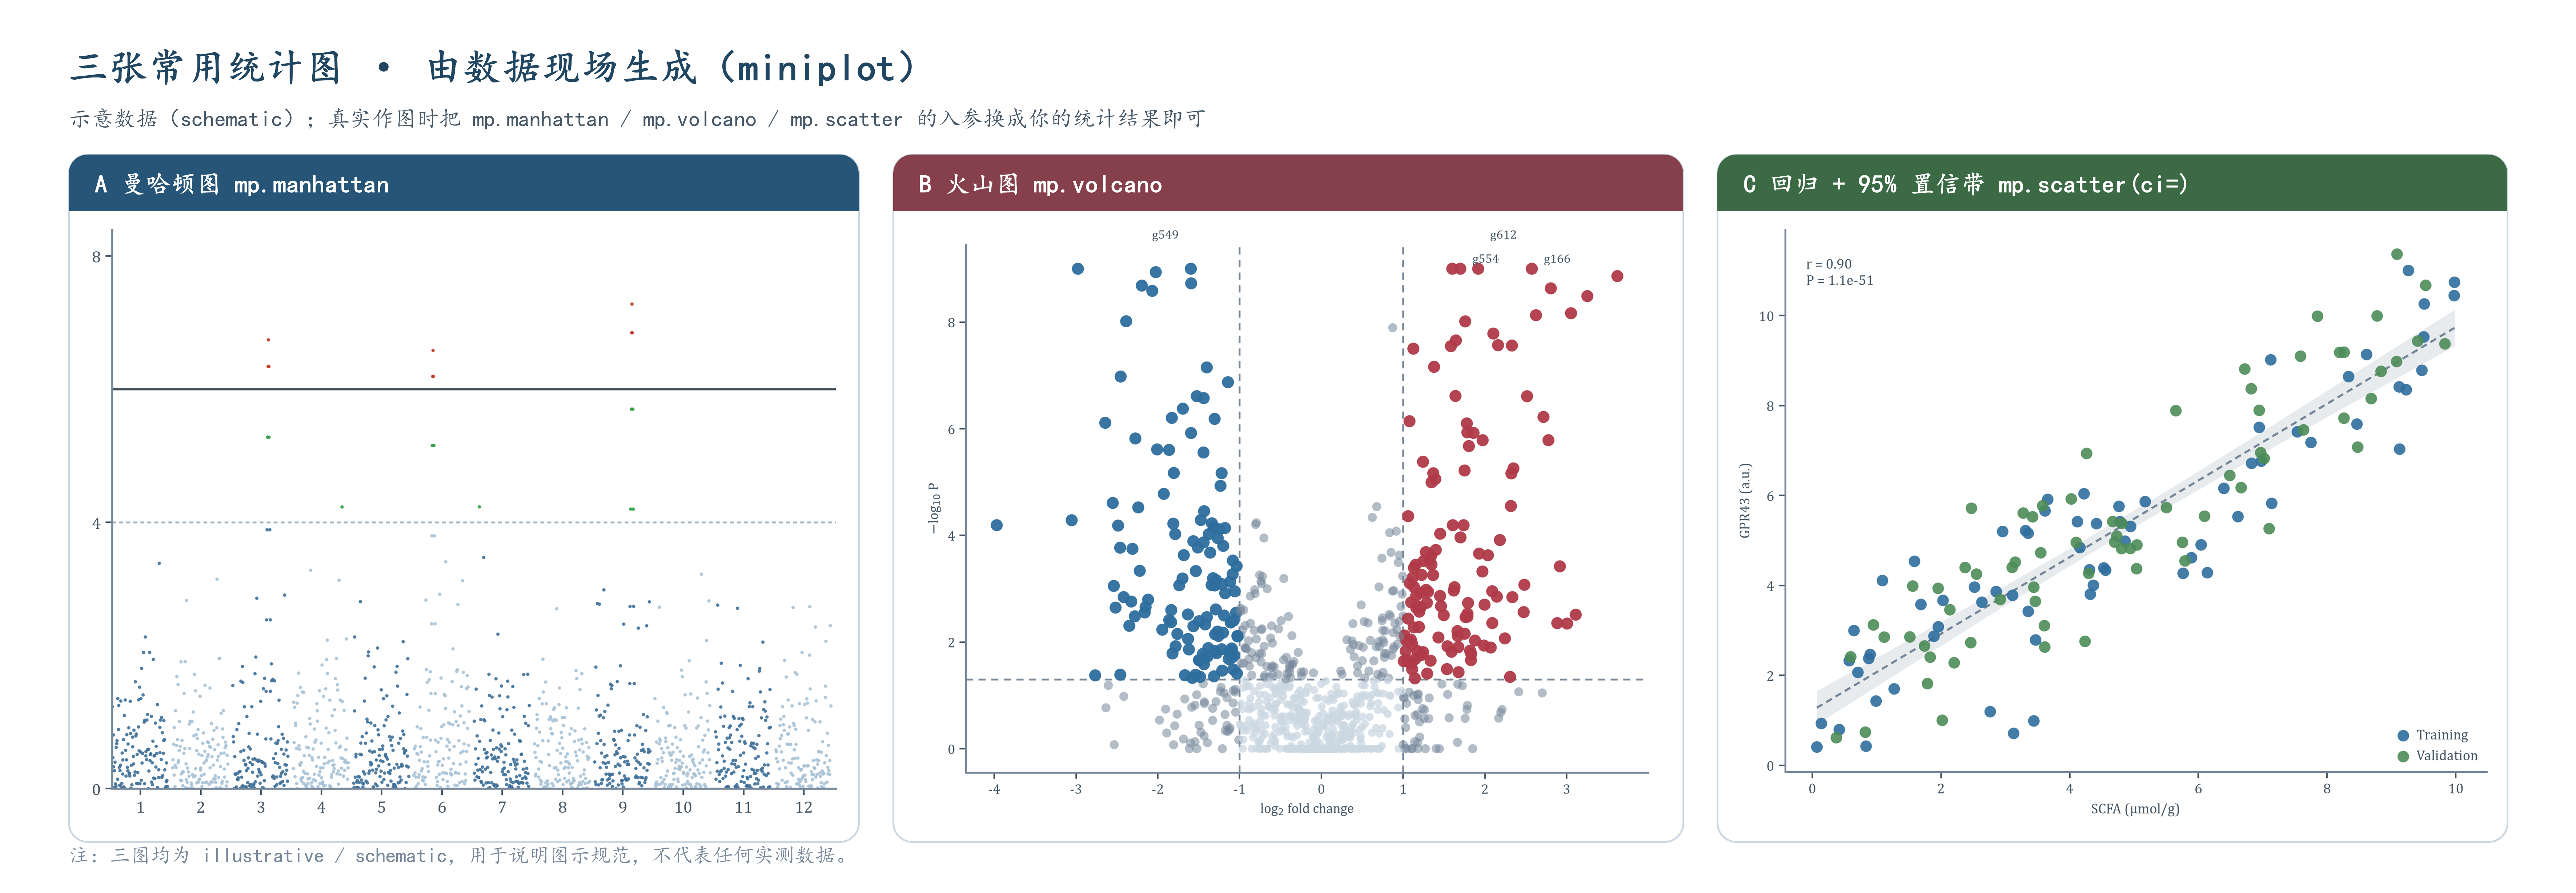 三张常用统计图 · 由数据现场生成（miniplot）
示意数据（schematic）；真实作图时把 mp.manhattan / mp.volcano / mp.scatter 的入参换成你的统计结果即可
A 曼哈顿图 mp.manhattan
8
4
0
1 2 3 4 5 6 7 8 9 10 11 12
B 火山图 mp.volcano
g549
g612
g554
g166
−log₁₀ P
8
6
4
2
0
-4 -3 -2 -1 0 1 2 3
log₂ fold change
C 回归 + 95% 置信带 mp.scatter(ci=)
r = 0.90
P = 1.1e-51
GPR43 (a.u.)
10
8
6
4
2
0
Training
Validation
0 2 4 6 8 10
SCFA (μmol/g)
注: 三图均为 illustrative / schematic, 用于说明图示规范, 不代表任何实测数据。